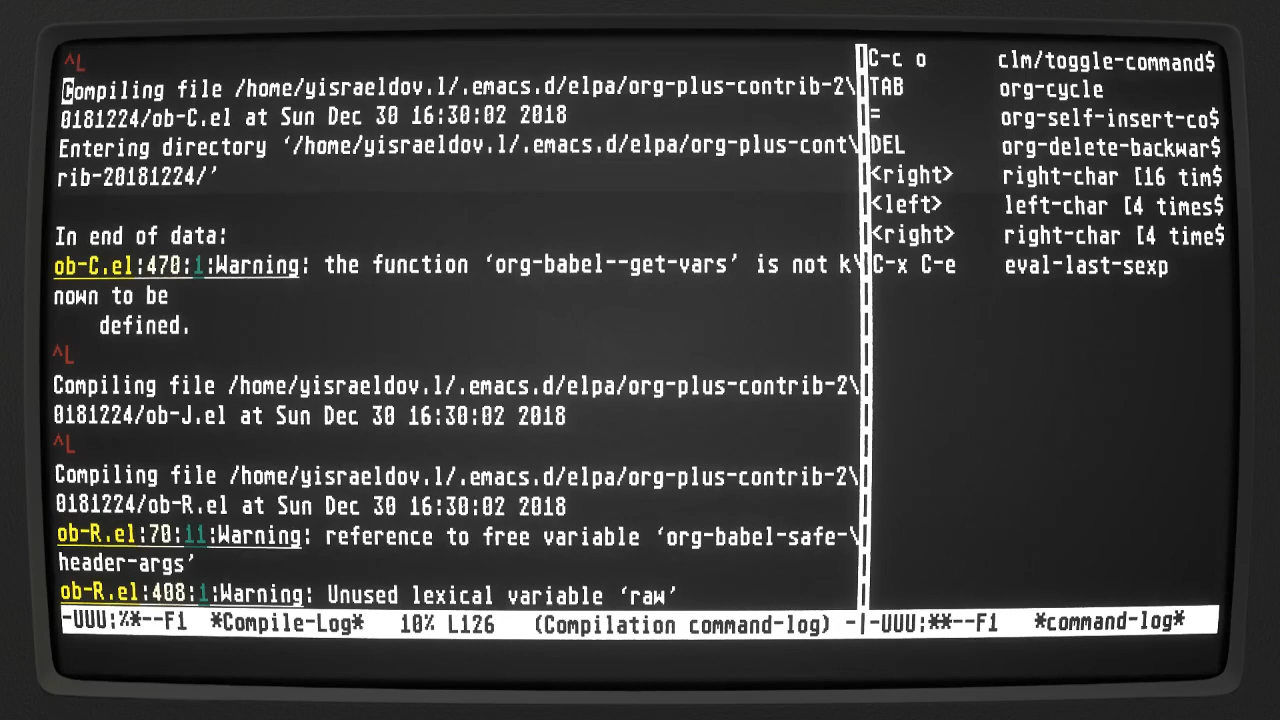 ^L
Compiling file /home/yisraeldov.l/.emacs.d/elpa/org-plus-contrib-2\
0181224/ob-C.el at Sun Dec 30 16:30:02 2018
Entering directory ‘/home/yisraeldov.l/.emacs.d/elpa/org-plus-cont\
rib-20181224/’
In end of data:
ob-C.el:470:1:Warning: the function ‘org-babel--get-vars’ is not k\
nown to be
defined.
^L
Compiling file /home/yisraeldov.l/.emacs.d/elpa/org-plus-contrib-2\
0181224/ob-J.el at Sun Dec 30 16:30:02 2018
^L
Compiling file /home/yisraeldov.l/.emacs.d/elpa/org-plus-contrib-2\
0181224/ob-R.el at Sun Dec 30 16:30:02 2018
ob-R.el:70:11:Warning: reference to free variable ‘org-babel-safe-\
header-args’
ob-R.el:408:1:Warning: Unused lexical variable ‘raw’
-UUU:%*--F1 *Compile-Log* 10% L126 (Compilation command-log) -
C-c o clm/toggle-command$
TAB org-cycle
= org-self-insert-co$
DEL org-delete-backwar$
<right> right-char [16 tim$
<left> left-char [4 times$
<right> right-char [4 time$
C-x C-e eval-last-sexp
-UUU:**--F1 *command-log*